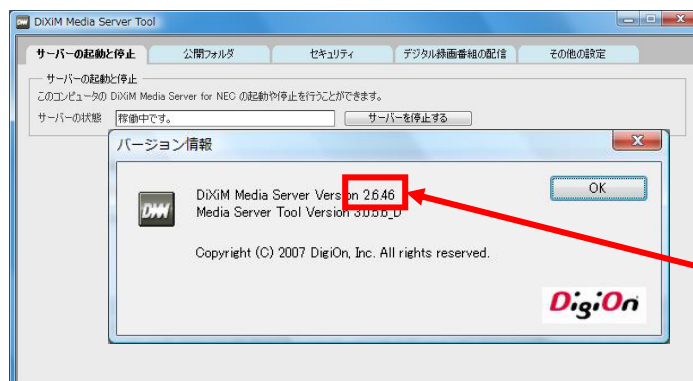 DiXiM Media Server Tool
サーバーの起動と停止 公開フォルダ セキュリティ デジタル録画番組の配信 その他の設定
サーバーの起動と停止
このコンピュータの DiXiM Media Server for NEC の起動や停止を行うことができます。
サーバーの状態 稼働中です。 サーバーを停止する
バージョン情報
DiXiM Media Server Version 2.6.46
OK
Media Server Tool Version 3.0.5.6_D
Copyright (C) 2007 DigiOn, Inc. All rights reserved.
DigiOn